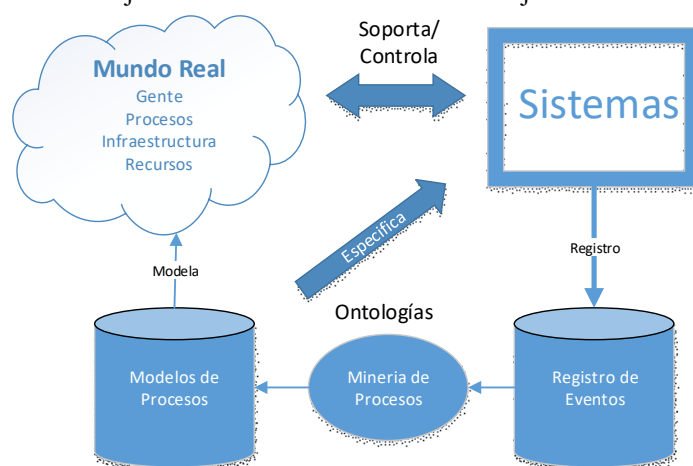 Soporta/
Controla
Mundo Real
Gente
Procesos
Infraestructura
Recursos
Sistemas
Especifica
Registro
Modela
Ontologías
Modelos de
Procesos
Mineria de
Procesos
Registro de
Eventos